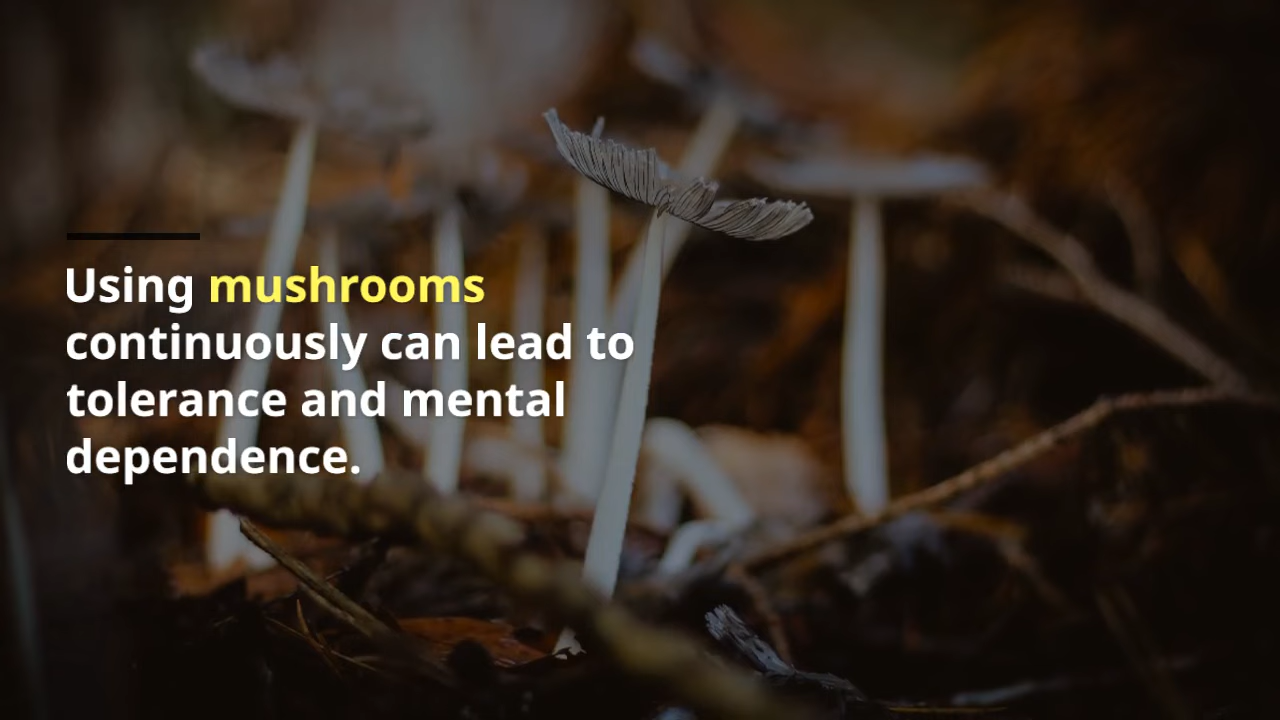 Using mushrooms
continuously can lead to
tolerance and mental
dependence.